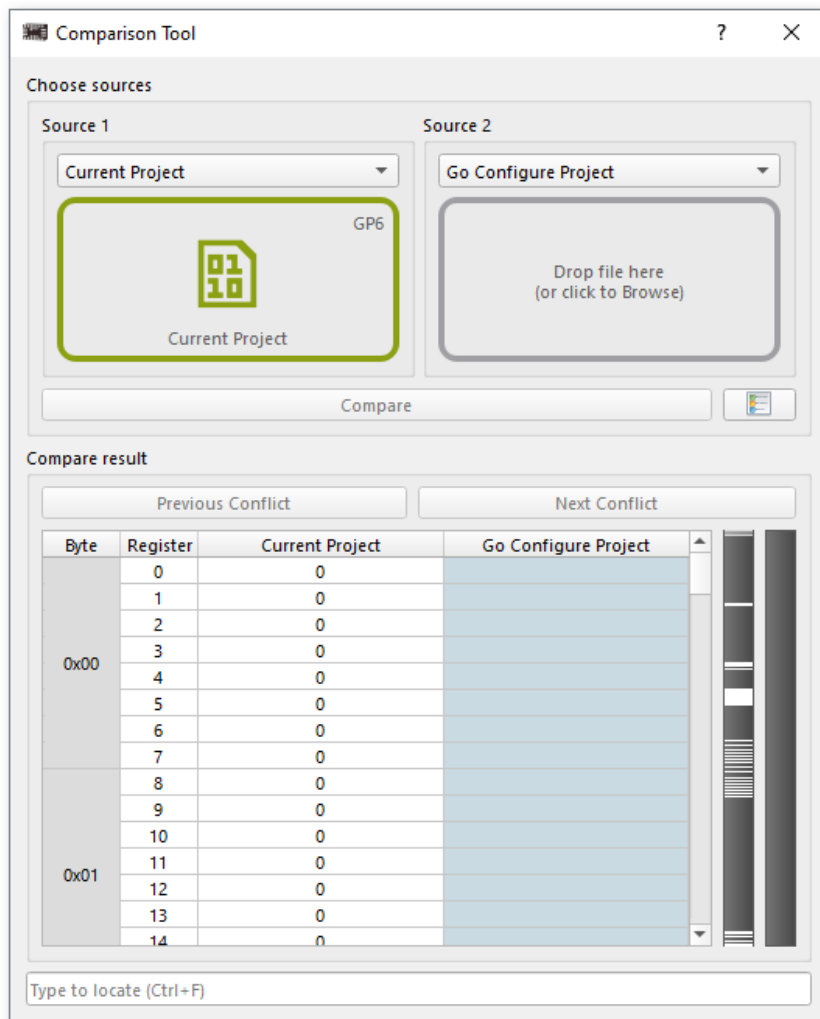 Comparison Tool ?
Choose sources
Source 1 Source 2
Current Project Go Configure Project
GP6
01
10
Drop file here
(or click to Browse)
Current Project
Compare
Compare result
Previous Conflict Next Conflict
Byte Register Current Project Go Configure Project
0 0
1 0
2 0
3 0
0x00
4 0
5 0
6 0
7 0
8 0
9 0
10 0
11 0
0x01
12 0
13 0
14 0
Type to locate (Ctrl+F)